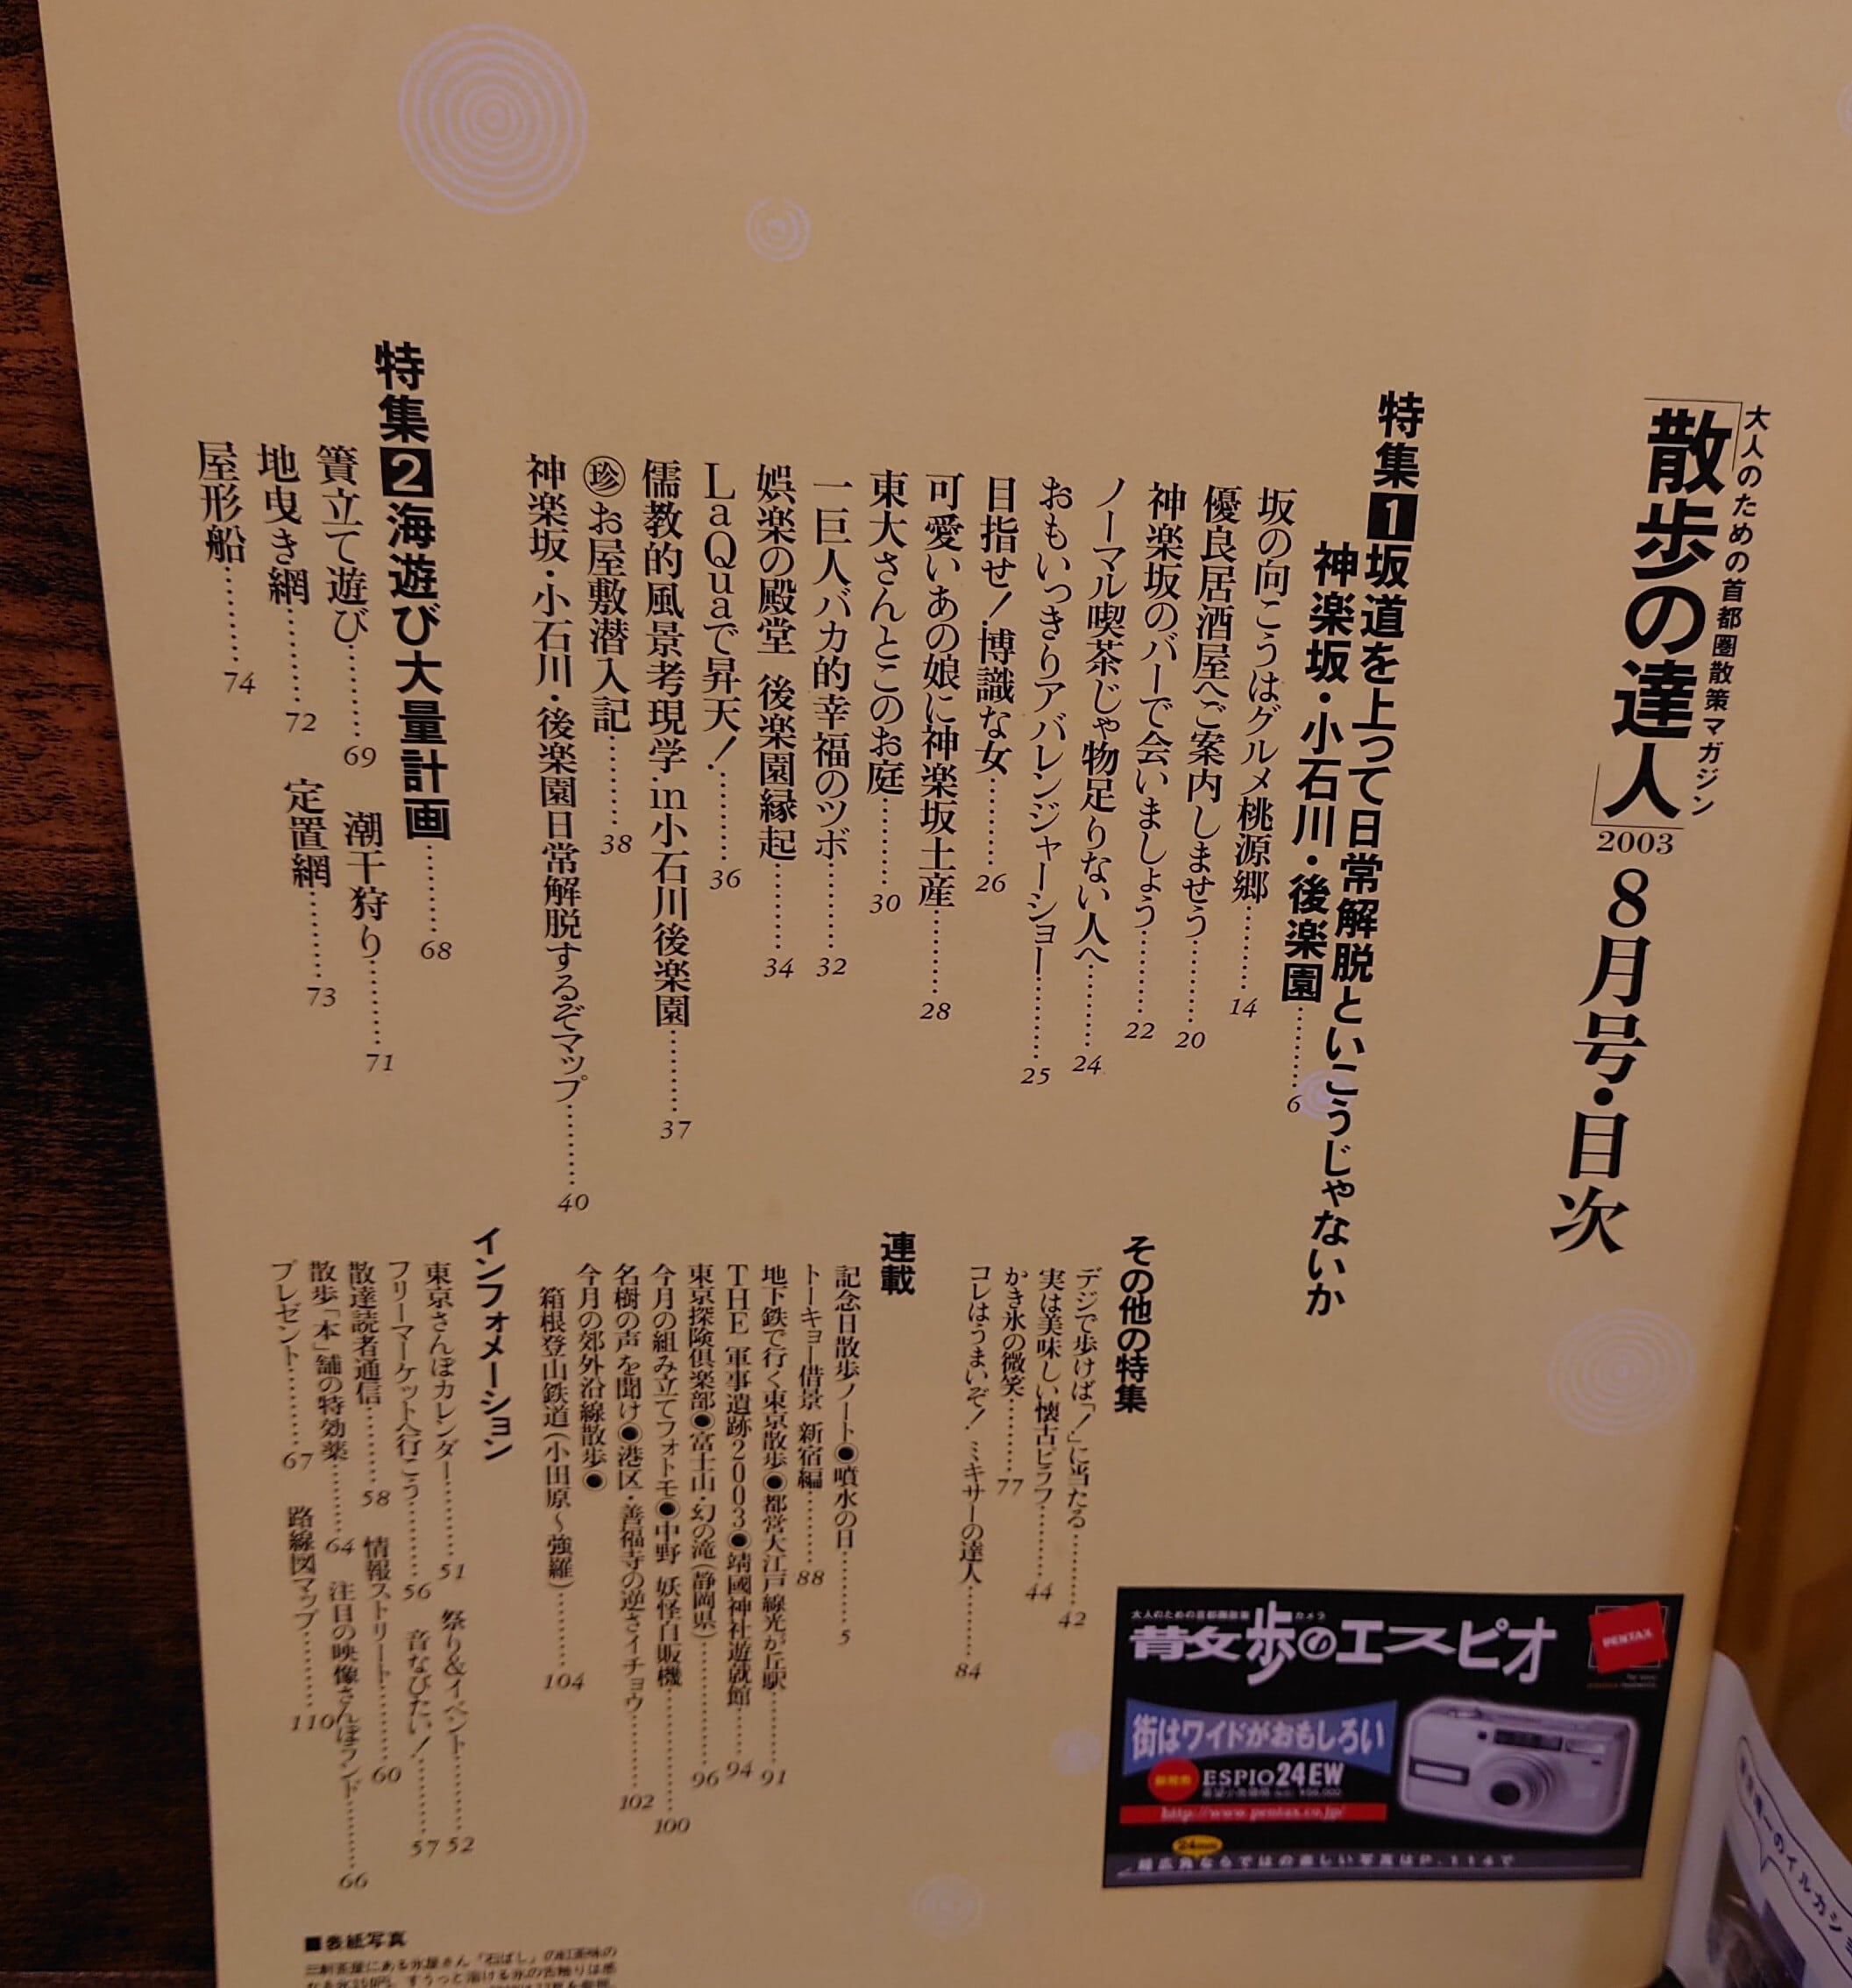 大人のための首都圏散策マガジン
「散歩の達人」2003 8月号・目次
特集1 坂道を上って日常解脱といこうじゃないか
神楽坂・小石川・後楽園………6
坂の向こうはグルメ桃源郷………14
優良居酒屋へご案内しませう………20
神楽坂のバーで会いましょう………22
ノーマル喫茶じゃ物足りない人へ………24
おもいっきりアバレンジャーショー………25
目指せ!博識な女………26
可愛いあの娘に神楽坂土産………28
東大さんとこのお庭………30
一巨人バカ的幸福のツボ………32
娯楽の殿堂 後楽園縁起………34
LaQuaで昇天!………36
儒教的風景考現学in小石川後楽園………37
㊙お屋敷潜入記………38
神楽坂・小石川・後楽園日常解脱するぞマップ………40
特集2 海遊び大量計画………68
簀立て遊び………69 潮干狩り………71
地曳き網………72 定置網………73
屋形船………74
その他の特集
デジで歩けば「!」に当たる………42
実は美味しい懐古ピラフ………44
かき氷の微笑………77
コレはうまいぞ! ミキサーの達人………84
連載
記念日散歩ノート●噴水の日………5
トーキョー借景 新宿編………88
地下鉄で行く東京散歩●都営大江戸線光が丘駅………91
THE 軍事遺跡2003●靖國神社遊就館………94
東京探険倶楽部●富士山・幻の滝(静岡県)………96
今月の組み立てフォトモ●中野 妖怪自販機………100
名樹の声を聞け●港区・善福寺の逆さイチョウ………102
今月の郊外沿線散歩●
箱根登山鉄道(小田原〜強羅)………104
インフォメーション
東京さんぽカレンダー………51 祭り&イベント………52
フリーマーケットへ行こう………56 音なびたい!………57
散達読者通信………58 情報ストリート………60
散歩「本」舗の特効薬………64 注目の映像さんぽランド………66
プレゼント………67 路線図マップ………110
PENTAX
大人のための首都圏散策カメラ
散歩のエスピオ
街はワイドがおもしろい
ESPIO24EW
http://www.pentax.co.jp/
24mm
■表紙写真